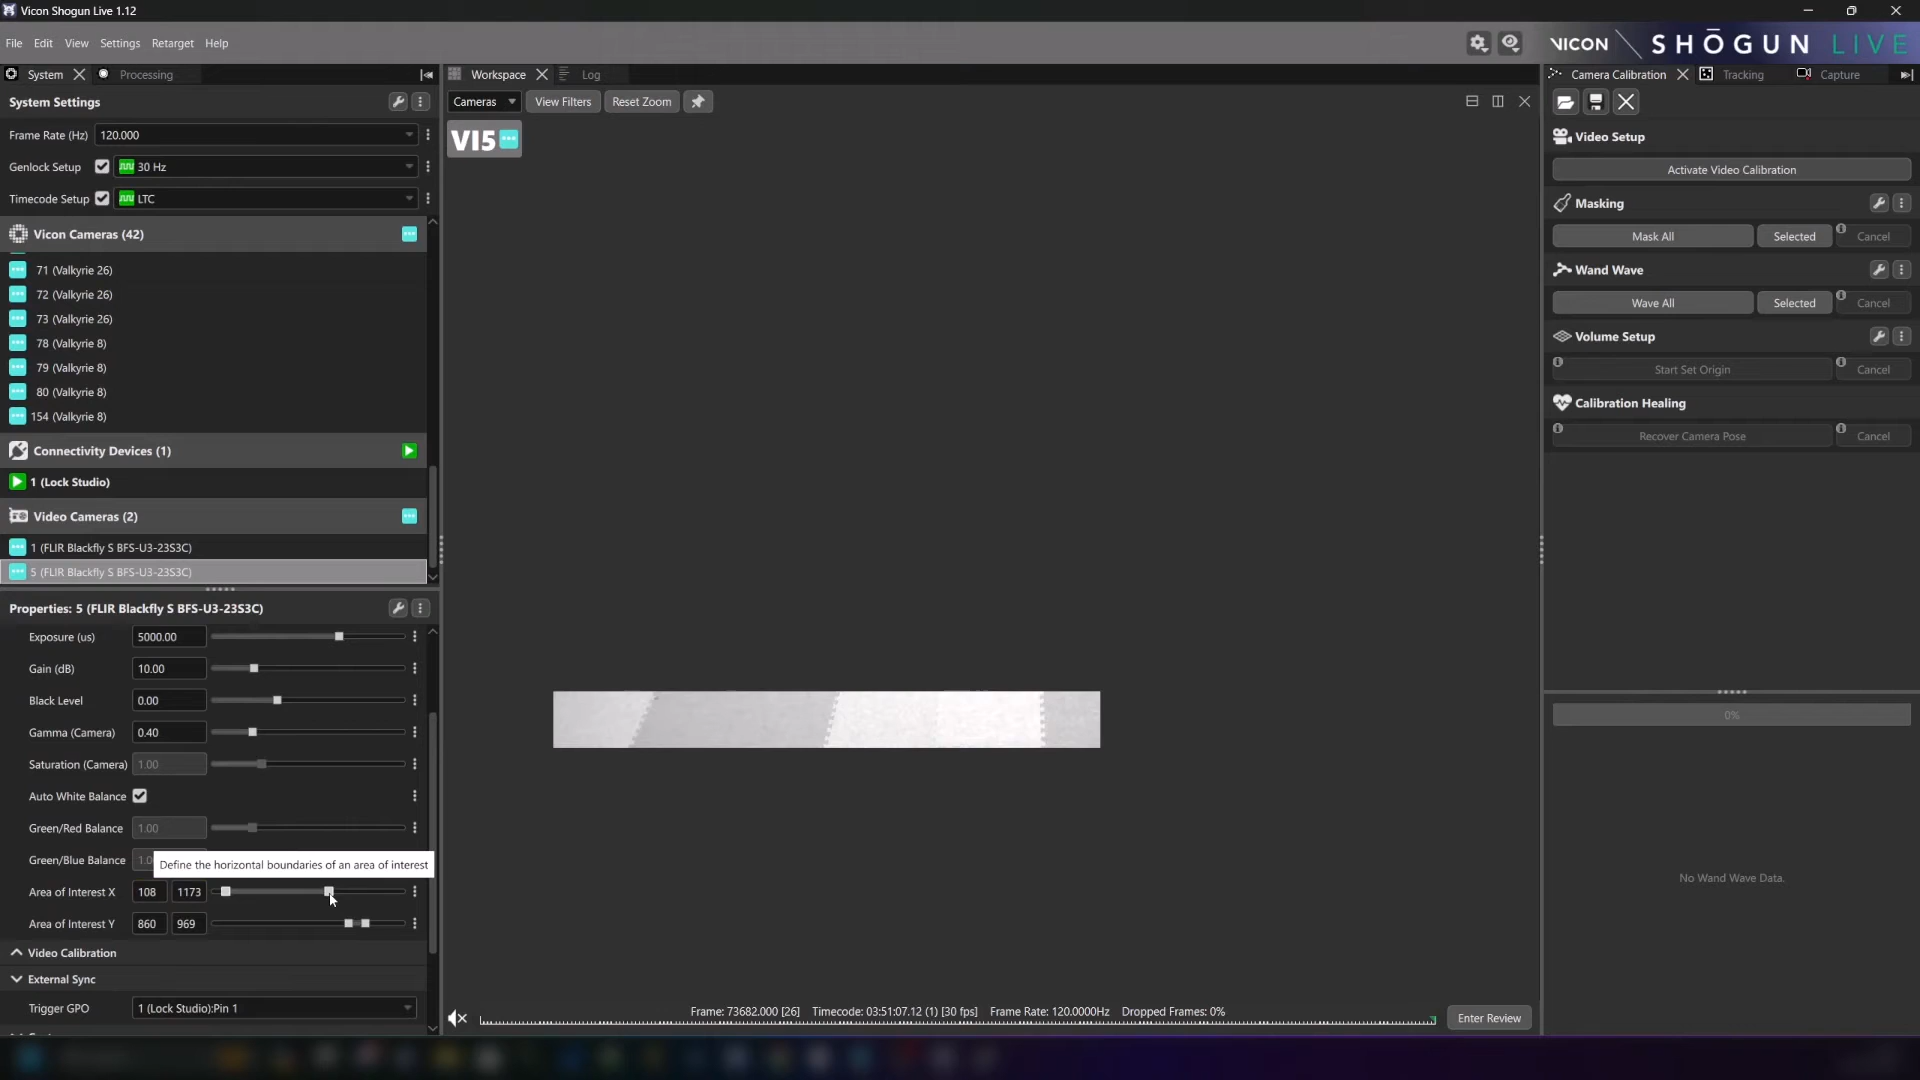 Vicon Shogun Live 1.12
File Edit View Settings Retarget Help
VICON SHŌGUN LIVE
System Processing
System Settings
Frame Rate (Hz) 120.000
Genlock Setup 30 Hz
Timecode Setup LTC
Vicon Cameras (42)
71 (Valkyrie 26)
72 (Valkyrie 26)
73 (Valkyrie 26)
78 (Valkyrie 8)
79 (Valkyrie 8)
80 (Valkyrie 8)
154 (Valkyrie 8)
Connectivity Devices (1)
1 (Lock Studio)
Video Cameras (2)
1 (FLIR Blackfly S BFS-U3-23S3C)
5 (FLIR Blackfly S BFS-U3-23S3C)
Properties: 5 (FLIR Blackfly S BFS-U3-23S3C)
Exposure (us) 5000.00
Gain (dB) 10.00
Black Level 0.00
Gamma (Camera) 0.40
Saturation (Camera) 1.00
Auto White Balance
Green/Red Balance 1.00
Green/Blue Balance 1.0
Define the horizontal boundaries of an area of interest
Area of Interest X 108 1173
Area of Interest Y 860 969
Video Calibration
External Sync
Trigger GPO 1 (Lock Studio):Pin 1
Workspace Log
Cameras View Filters Reset Zoom
VI5
Frame: 73682.000 [26] Timecode: 03:51:07.12 (1) [30 fps] Frame Rate: 120.0000Hz Dropped Frames: 0%
Enter Review
Camera Calibration Tracking Capture
Video Setup
Activate Video Calibration
Masking
Mask All Selected Cancel
Wand Wave
Wave All Selected Cancel
Volume Setup
Start Set Origin Cancel
Calibration Healing
Recover Camera Pose Cancel
0%
No Wand Wave Data.